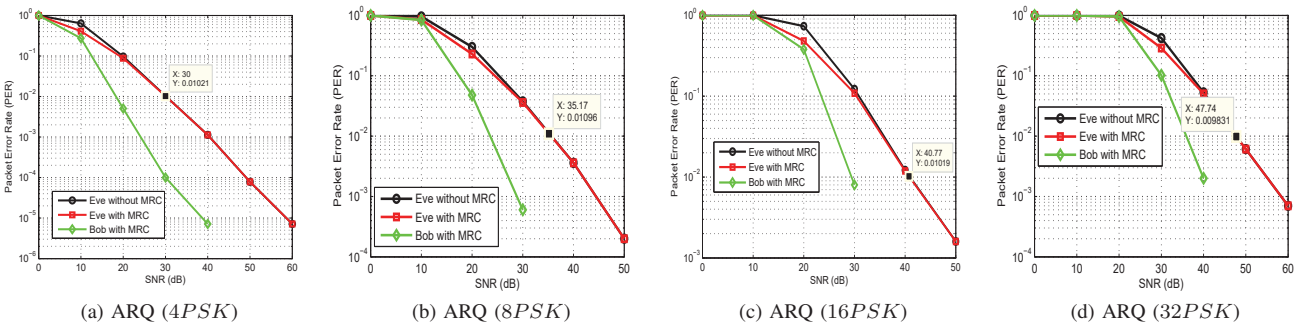 10^0
10^-1
10^-2
10^-3
10^-4
10^-5
10^-6
Packet Error Rate (PER)
X: 30
Y: 0.01021
Eve without MRC
Eve with MRC
Bob with MRC
0 10 20 30 40 50 60
SNR (dB)
(a) ARQ (4PSK)
10^0
10^-1
10^-2
10^-3
10^-4
Packet Error Rate (PER)
X: 35.17
Y: 0.01096
Eve without MRC
Eve with MRC
Bob with MRC
0 10 20 30 40 50
SNR (dB)
(b) ARQ (8PSK)
10^0
10^-1
10^-2
10^-3
Packet Error Rate (PER)
X: 40.77
Y: 0.01019
Eve without MRC
Eve with MRC
Bob with MRC
0 10 20 30 40 50
SNR (dB)
(c) ARQ (16PSK)
10^0
10^-1
10^-2
10^-3
10^-4
Packet Error Rate (PER)
X: 47.74
Y: 0.009831
Eve without MRC
Eve with MRC
Bob with MRC
0 10 20 30 40 50 60
SNR (dB)
(d) ARQ (32PSK)